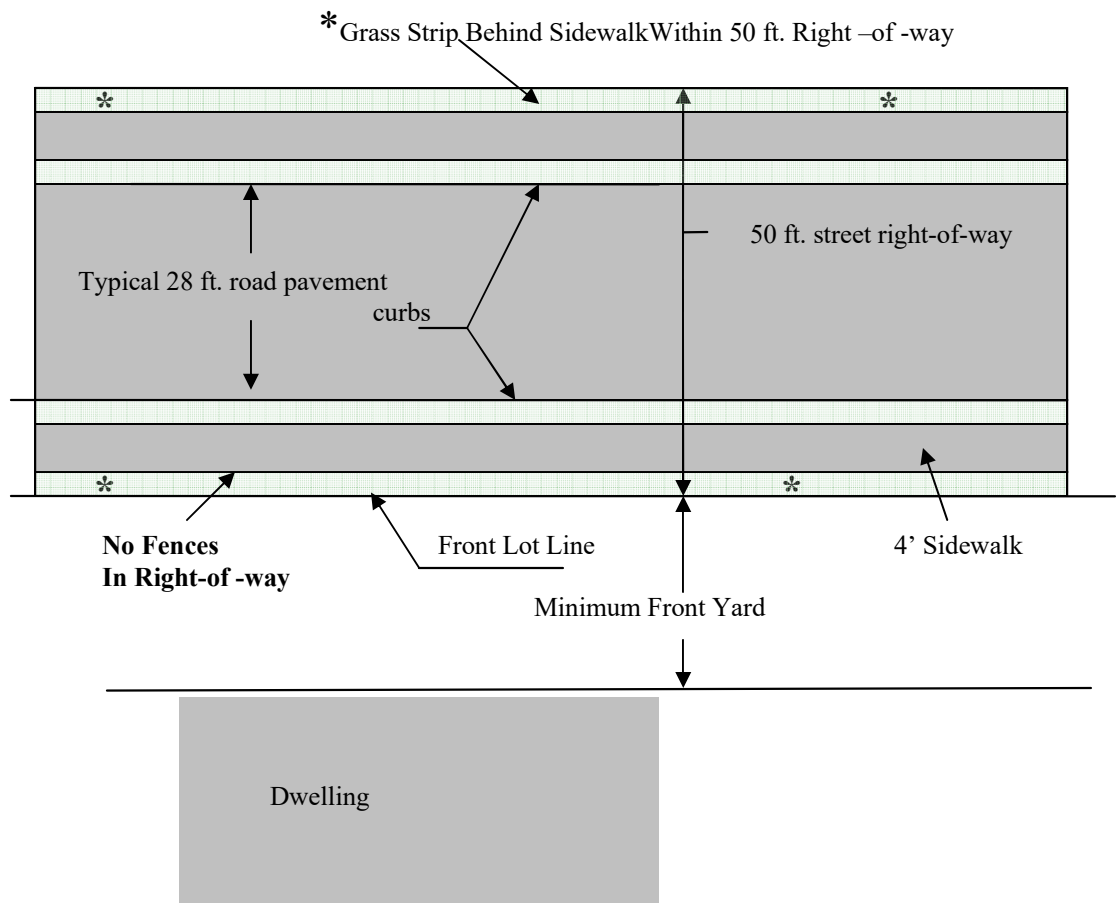 *Grass Strip Behind SidewalkWithin 50 ft. Right –of -way
* *
50 ft. street right-of-way
Typical 28 ft. road pavement
curbs
* *
No Fences
In Right-of -way
Front Lot Line
4’ Sidewalk
Minimum Front Yard
Dwelling